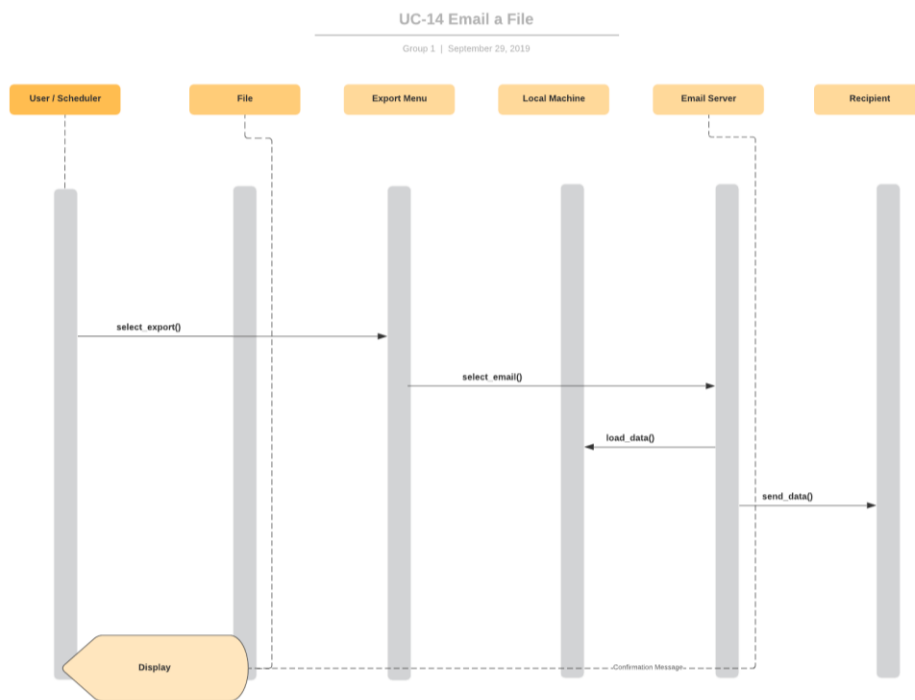 UC-14 Email a File
Group 1 | September 29, 2019
User / Scheduler
File
Export Menu
Local Machine
Email Server
Recipient
select_export()
select_email()
load_data()
send_data()
Display
Confirmation Message